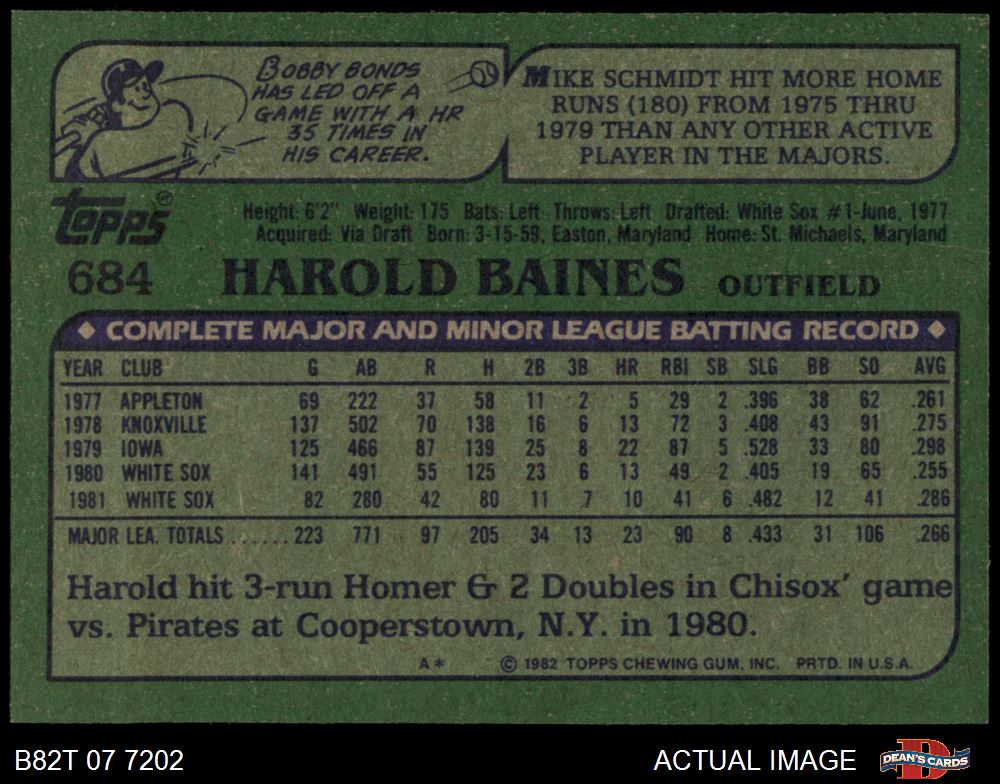 BOBBY BONDS
HAS LED OFF A
GAME WITH A HR
35 TIMES IN
HIS CAREER.
MIKE SCHMIDT HIT MORE HOME
RUNS (180) FROM 1975 THRU
1979 THAN ANY OTHER ACTIVE
PLAYER IN THE MAJORS.
topps
Height: 6'2" Weight: 175 Bats: Left Throws: Left Drafted: White Sox #1-June, 1977
Acquired: Via Draft Born: 3-15-59, Easton, Maryland Home: St. Michaels, Maryland
684 HAROLD BAINES OUTFIELD
◆ COMPLETE MAJOR AND MINOR LEAGUE BATTING RECORD ◆
YEAR CLUB G AB R H 2B 3B HR RBI SB SLG BB SO AVG
1977 APPLETON 69 222 37 58 11 2 5 29 2 .396 38 62 .261
1978 KNOXVILLE 137 502 70 138 16 6 13 72 3 .408 43 91 .275
1979 IOWA 125 466 87 139 25 8 22 87 5 .528 33 80 .298
1980 WHITE SOX 141 491 55 125 23 6 13 49 2 .405 19 65 .255
1981 WHITE SOX 82 280 42 80 11 7 10 41 6 .482 12 41 .286
MAJOR LEA. TOTALS ...... 223 771 97 205 34 13 23 90 8 .433 31 106 .266
Harold hit 3-run Homer & 2 Doubles in Chisox' game
vs. Pirates at Cooperstown, N.Y. in 1980.
A* © 1982 TOPPS CHEWING GUM, INC. PRTD. IN U.S.A.
B82T 07 7202 ACTUAL IMAGE DEAN'S CARDS